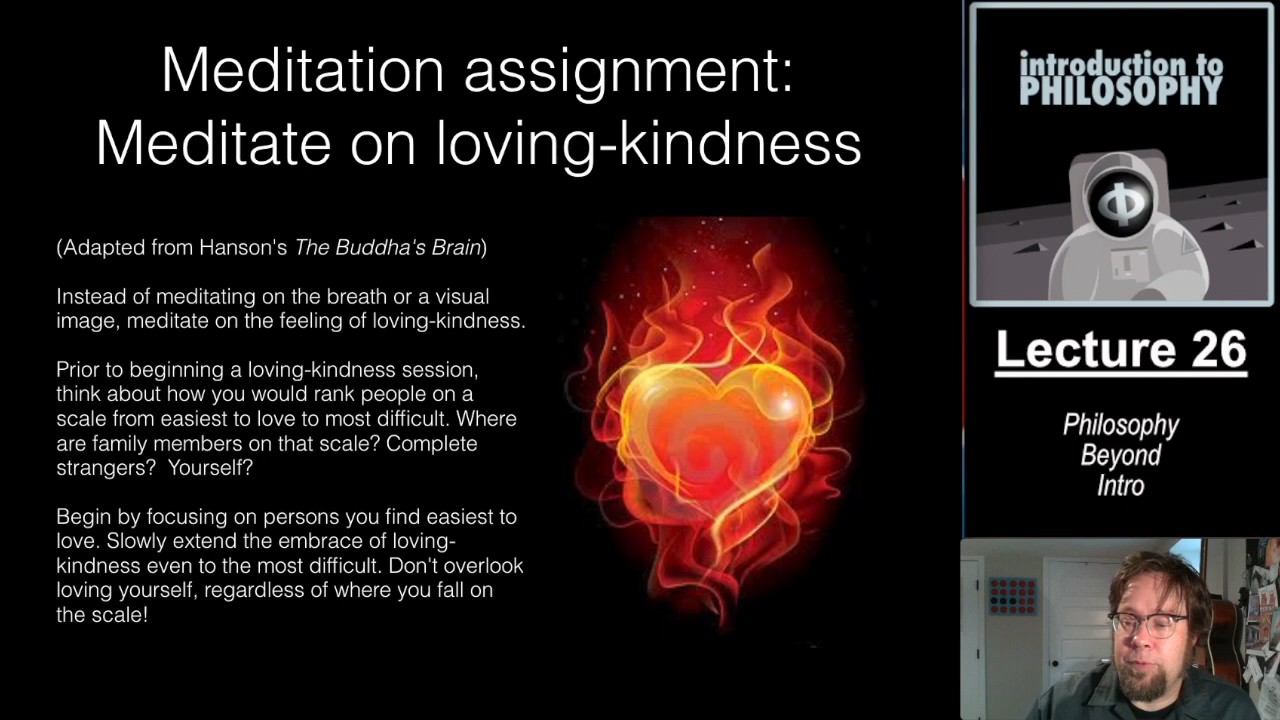 Meditation assignment:
Meditate on loving-kindness
(Adapted from Hanson's The Buddha's Brain)
Instead of meditating on the breath or a visual
image, meditate on the feeling of loving-kindness.
Prior to beginning a loving-kindness session,
think about how you would rank people on a
scale from easiest to love to most difficult. Where
are family members on that scale? Complete
strangers?  Yourself?
Begin by focusing on persons you find easiest to
love. Slowly extend the embrace of loving-
kindness even to the most difficult. Don't overlook
loving yourself, regardless of where you fall on
the scale!
introduction to
PHILOSOPHY
Φ
Lecture 26
Philosophy
Beyond
Intro